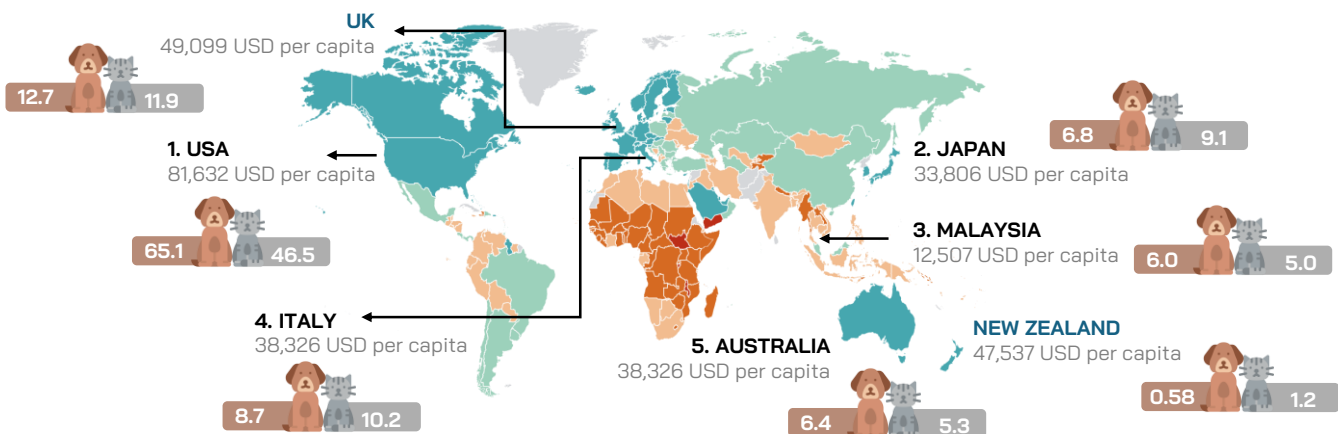 UK
49,099 USD per capita
12.7 11.9
1. USA
81,632 USD per capita
65.1 46.5
2. JAPAN
33,806 USD per capita
6.8 9.1
3. MALAYSIA
12,507 USD per capita
6.0 5.0
4. ITALY
38,326 USD per capita
8.7 10.2
5. AUSTRALIA
38,326 USD per capita
6.4 5.3
NEW ZEALAND
47,537 USD per capita
0.58 1.2